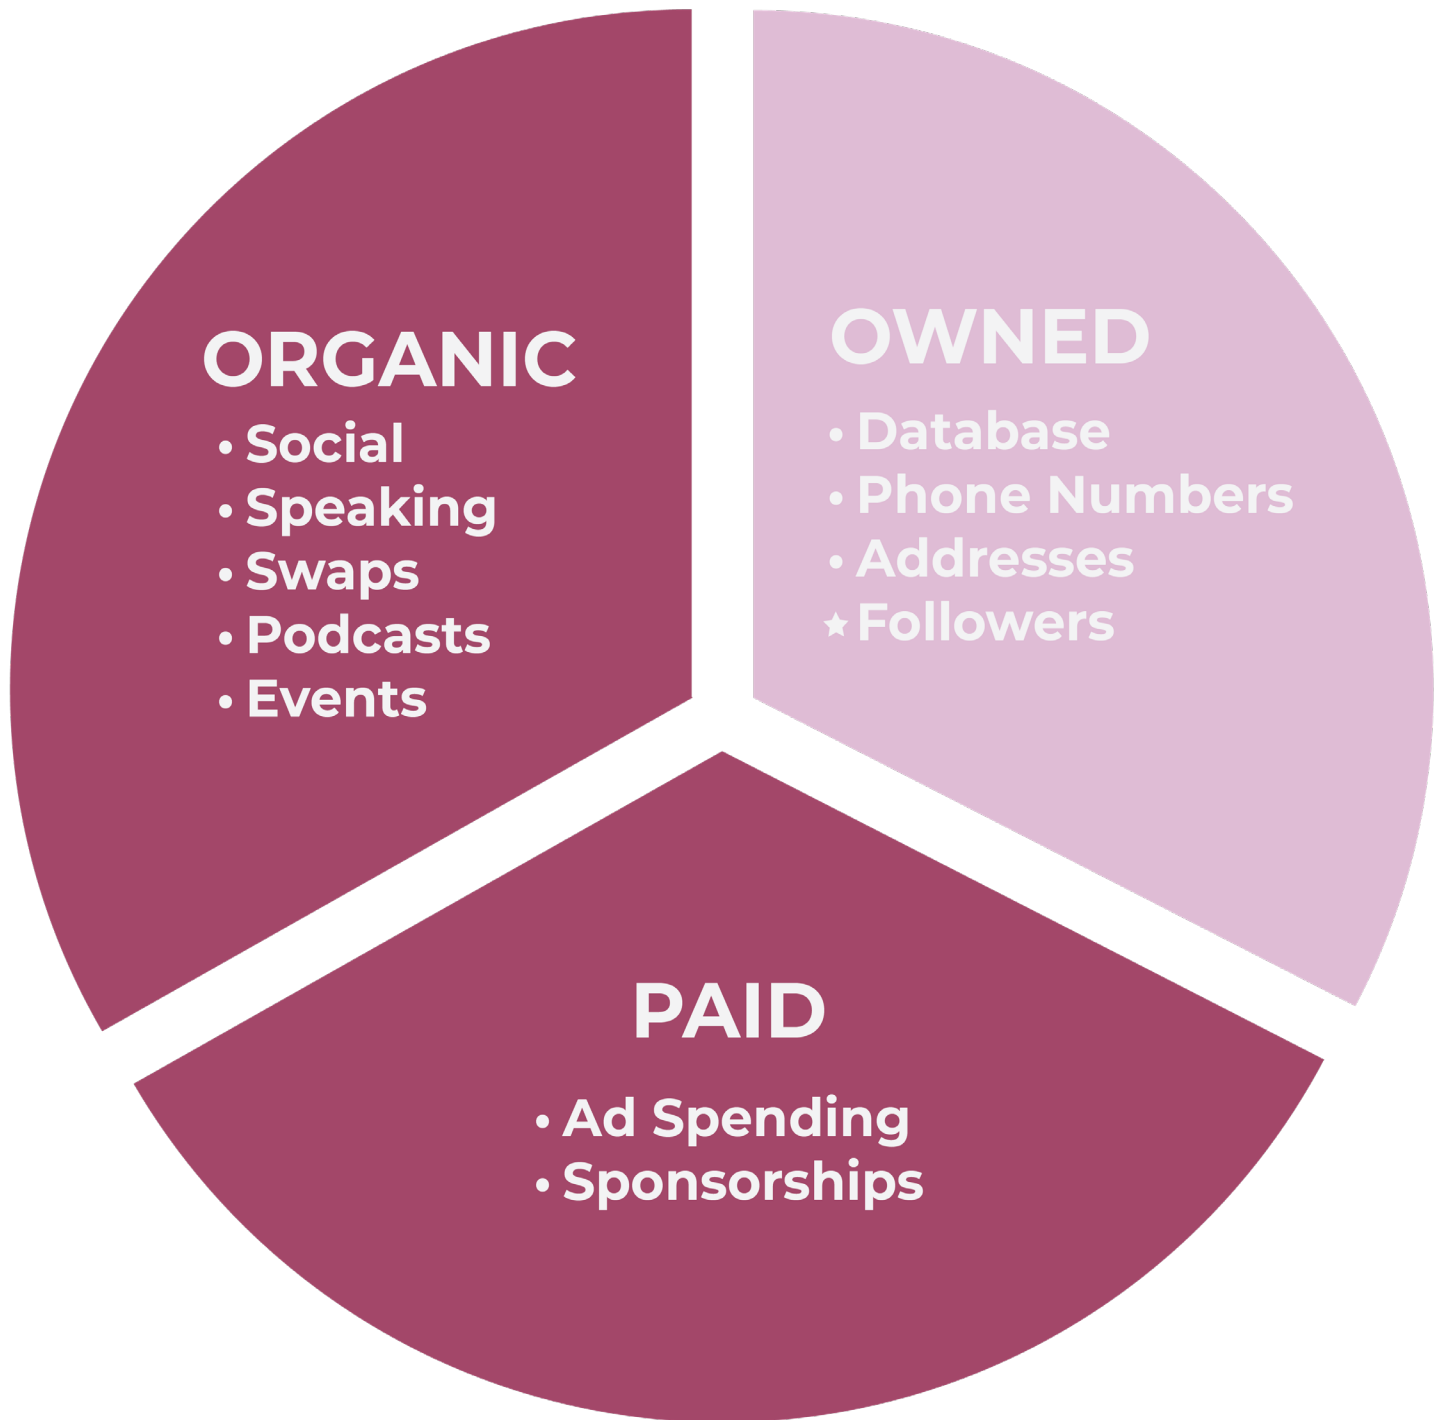 ORGANIC
• Social
• Speaking
• Swaps
• Podcasts
• Events
OWNED
• Database
• Phone Numbers
• Addresses
★ Followers
PAID
• Ad Spending
• Sponsorships